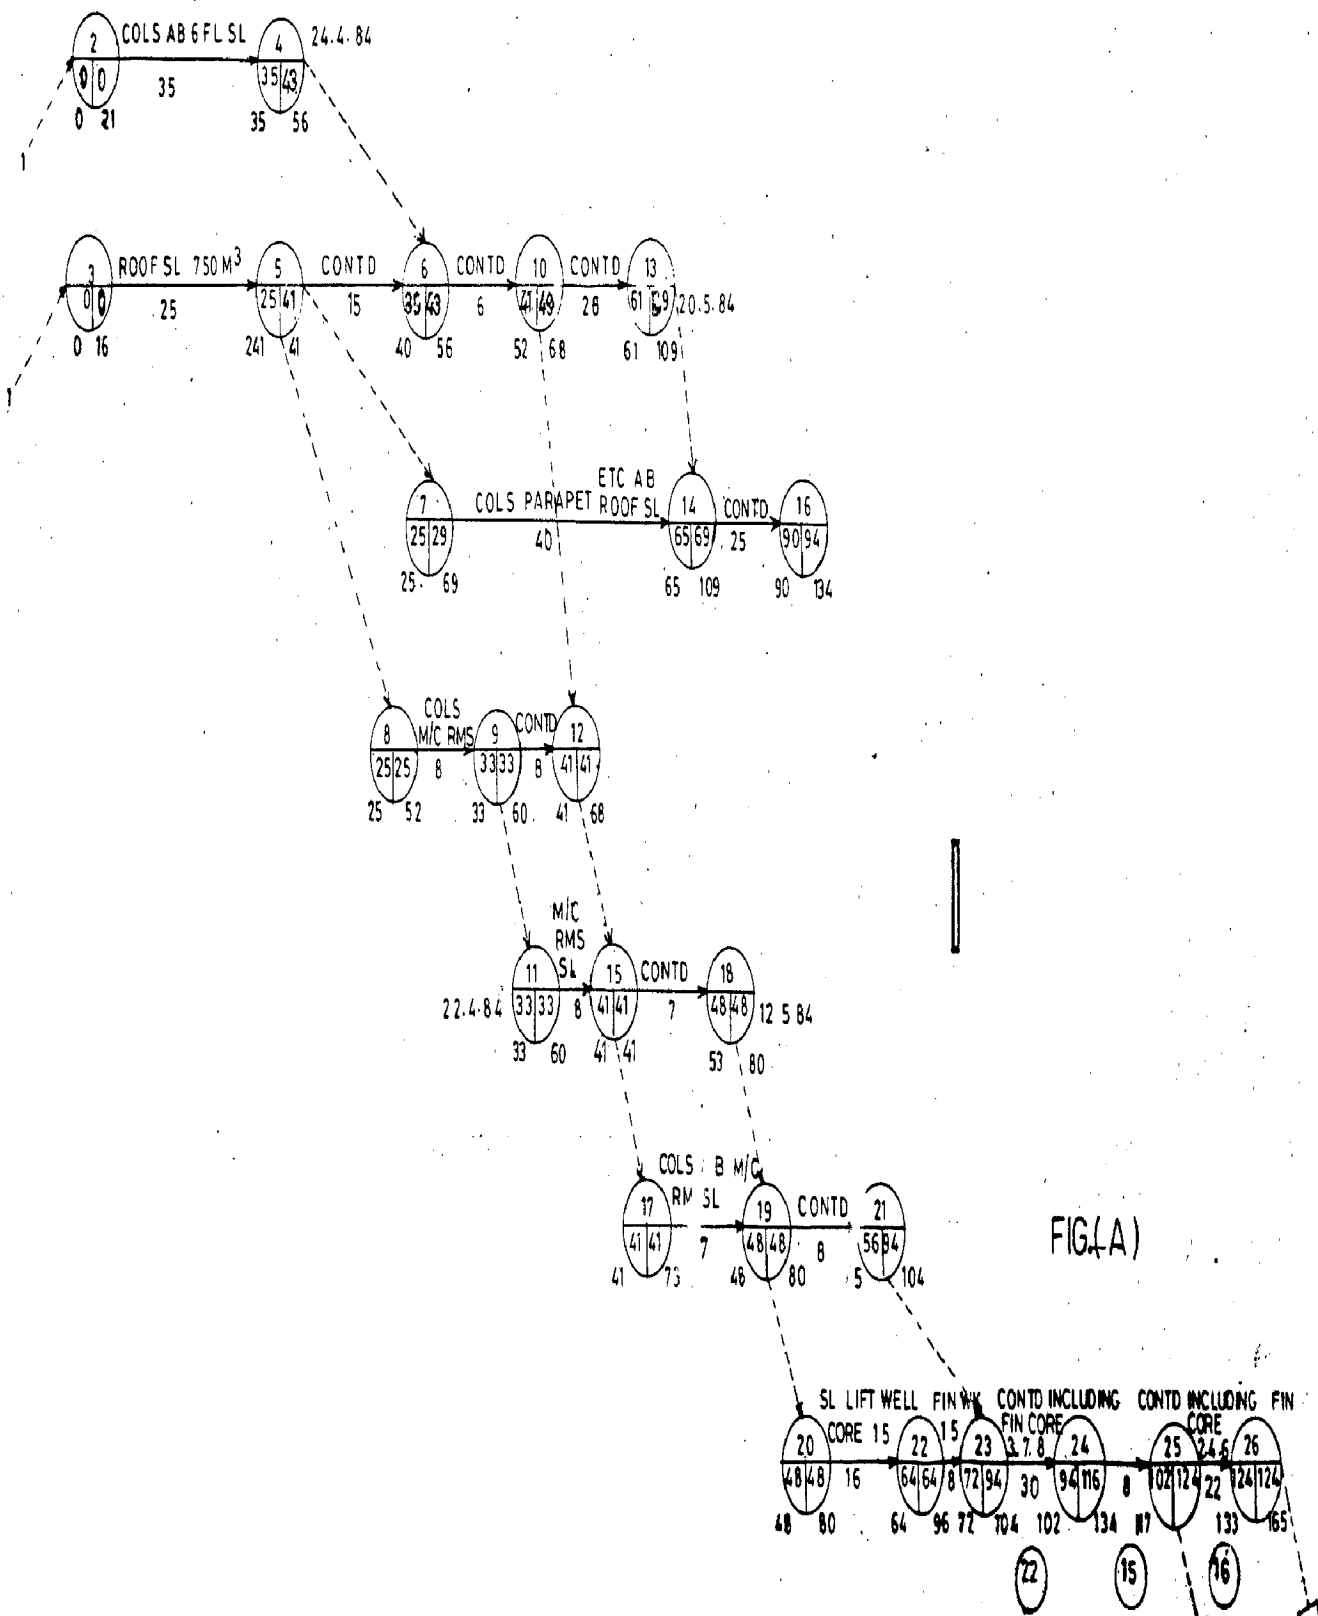 2 COLS AB 6 FL SL 4 24.4.84
0 0 35 35 43
0 21 35 56
1
3 ROOF SL 750 M3 5 CONTD 6 CONTD 10 CONTD 13
0 0 25 25 41 15 43 6 41 49 28 61 20.5.84
0 16 241 41 40 56 52 68 61 109
1
ETC AB
7 COLS PARAPET ROOF SL 14 CONTD 16
25 29 40 65 69 25 90 94
25 69 65 109 90 134
COLS
8 M/C RMS 9 CONTD 12
25 25 8 33 33 8 41 41
25 52 33 60 41 68
M/C
RMS
11 SL 15 CONTD 18
22.4.84 33 33 8 41 41 7 48 48 12 5 84
33 60 41 41 53 80
COLS B M/C
17 RM SL 19 CONTD 21
41 41 7 48 48 8 56 94
41 73 48 80 5 104
FIG.(A)
SL LIFT WELL FIN WK CONTD INCLUDING CONTD INCLUDING FIN
CORE 15 15 FIN CORE CORE
20 22 23 3.7.8 24 25 24.6 26
48 48 16 64 64 8 72 94 30 94 116 8 102 124 22 124 124
48 80 64 96 72 104 102 134 117 133 165
22 15 16